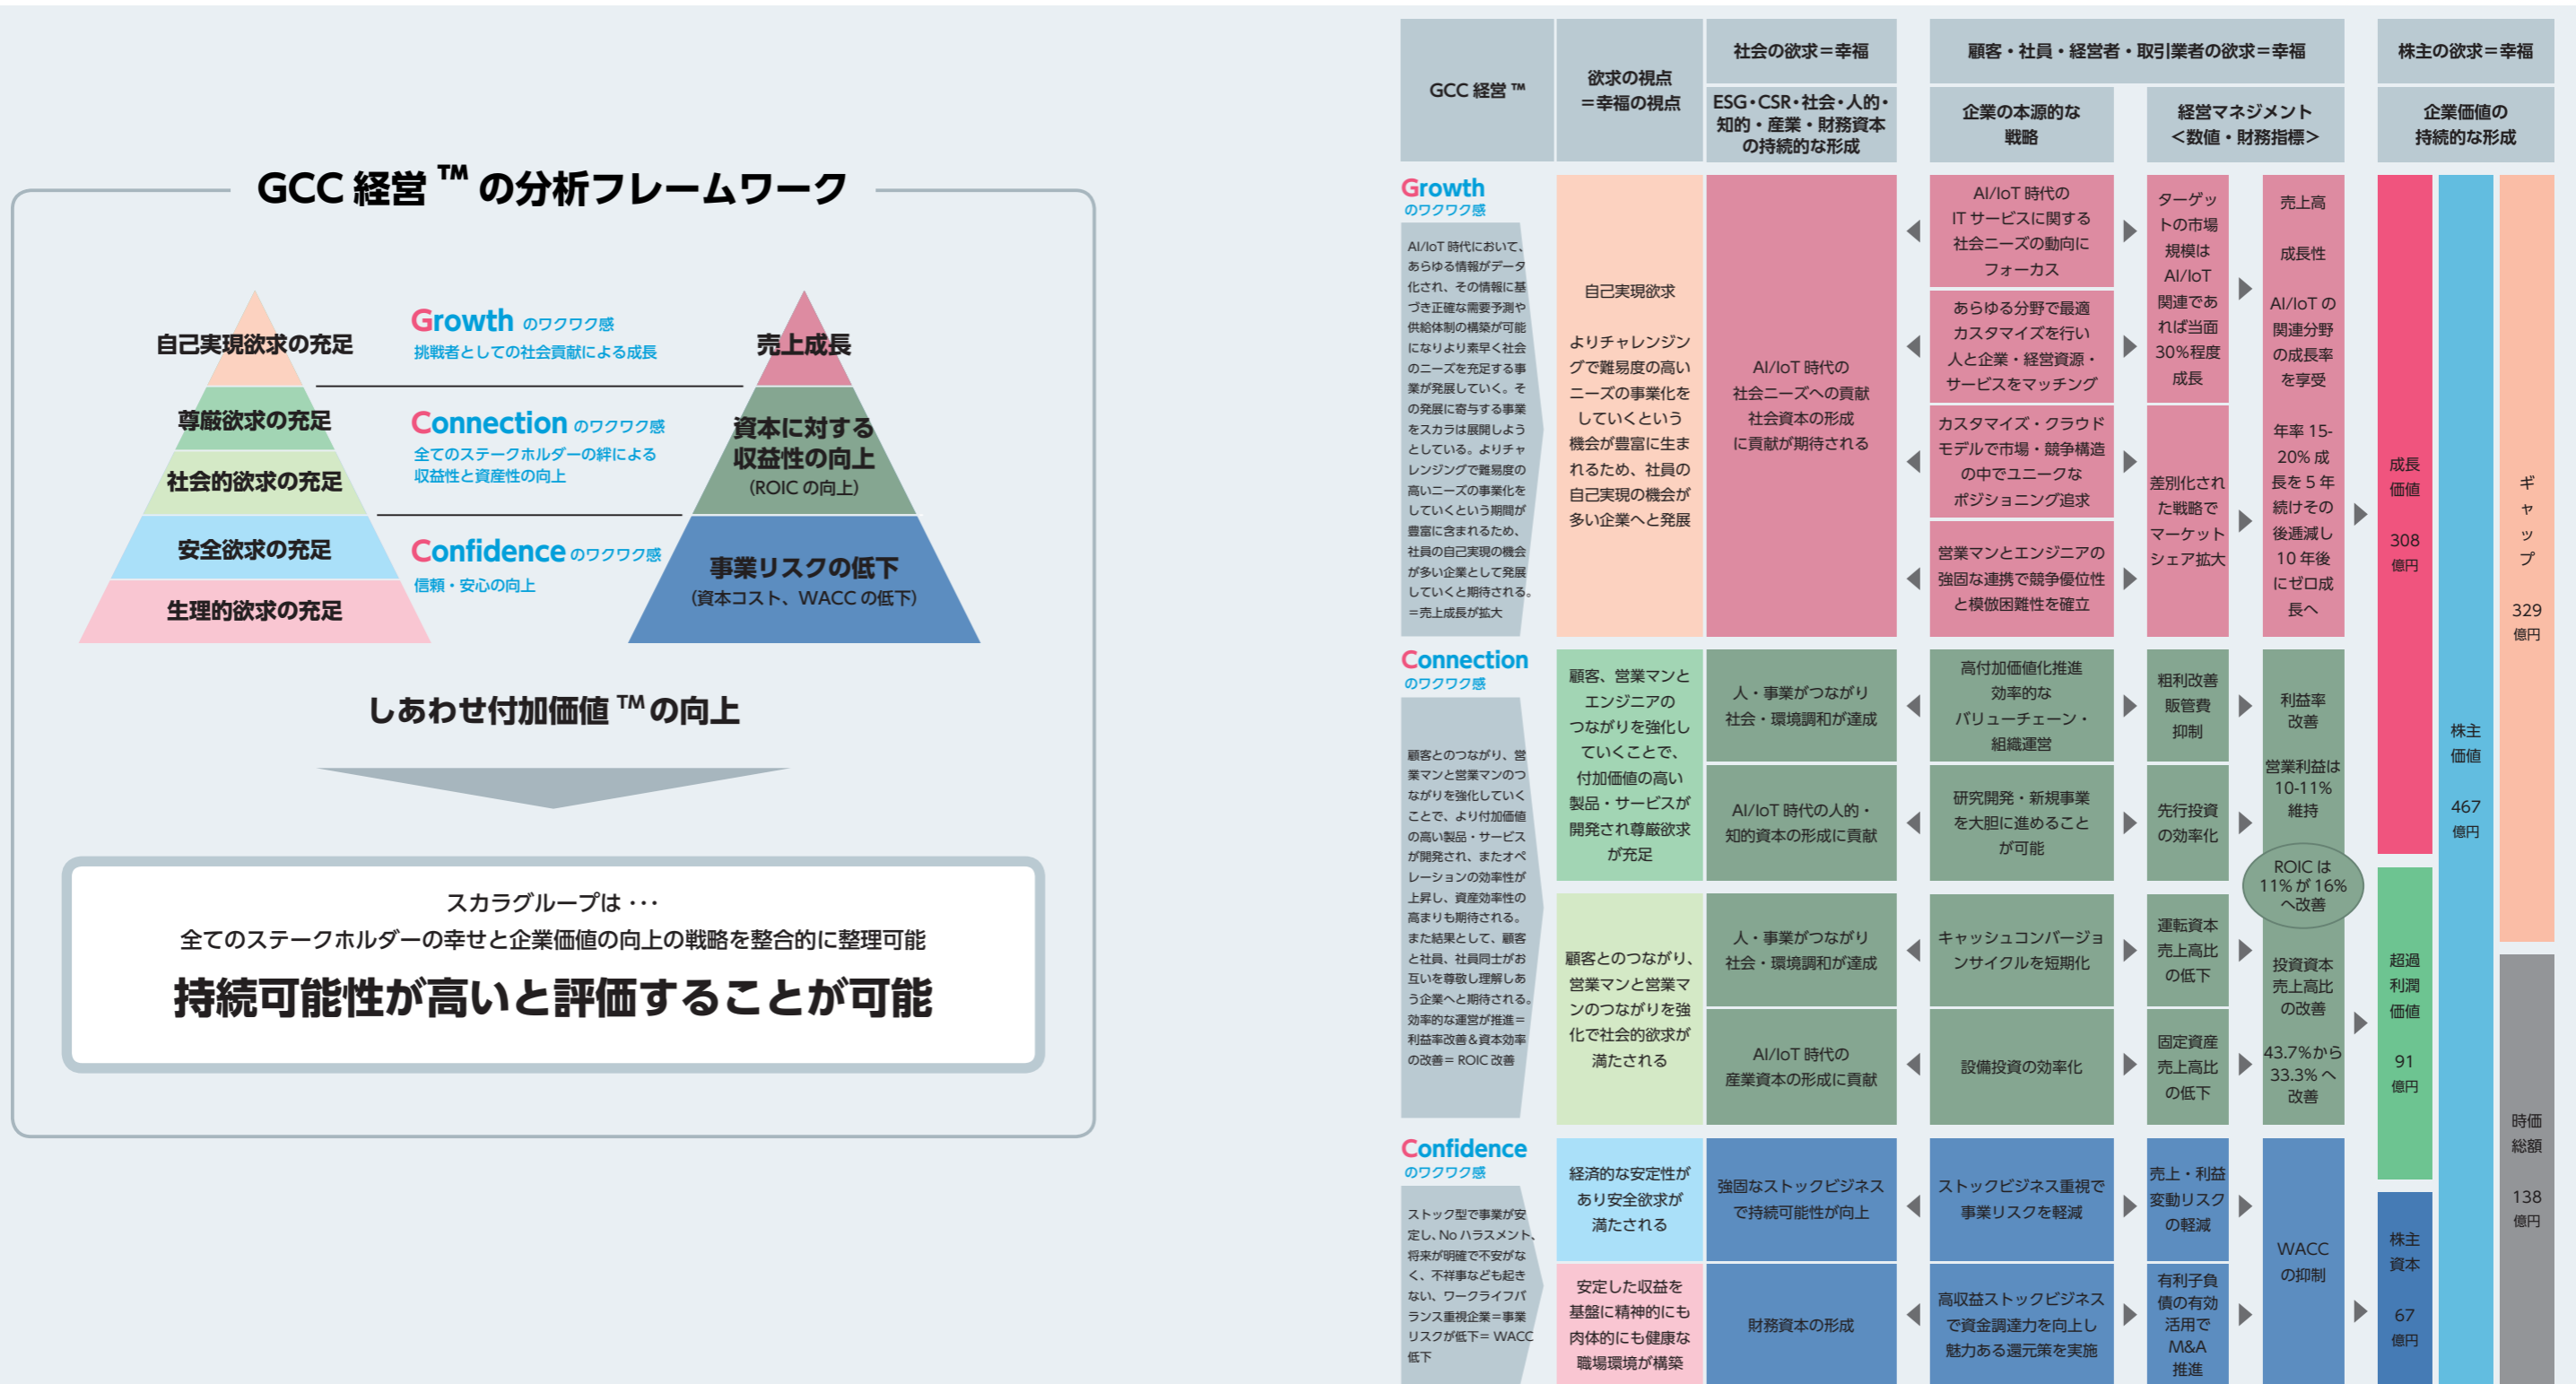 GCC 経営 ™ の分析フレームワーク
自己実現欲求の充足
尊厳欲求の充足
社会的欲求の充足
安全欲求の充足
生理的欲求の充足
Growth のワクワク感
挑戦者としての社会貢献による成長
Connection のワクワク感
全てのステークホルダーの絆による
収益性と資産性の向上
Confidence のワクワク感
信頼・安心の向上
売上成長
資本に対する
収益性の向上
（ROIC の向上）
事業リスクの低下
（資本コスト、WACC の低下）
しあわせ付加価値 ™ の向上
スカラグループは・・・
全てのステークホルダーの幸せと企業価値の向上の戦略を整合的に整理可能
持続可能性が高いと評価することが可能
GCC 経営 ™
欲求の視点
＝幸福の視点
社会の欲求＝幸福
ESG・CSR・社会・人的・
知的・産業・財務資本
の持続的な形成
顧客・社員・経営者・取引業者の欲求＝幸福
企業の本源的な
戦略
経営マネジメント
＜数値・財務指標＞
株主の欲求＝幸福
企業価値の
持続的な形成
Growth
のワクワク感
AI/IoT 時代において、
あらゆる情報がデータ
化され、その情報に基
づき正確な需要予測や
供給体制の構築が可能
になりより素早く社会
のニーズを充足する事
業が発展していく。そ
の発展に寄与する事業
をスカラは展開しよう
としている。よりチャ
レンジングで難易度の
高いニーズの事業化を
していくという期間が
豊富に含まれるため、
社員の自己実現の機会
が多い企業として発展
していくと期待される。
＝売上成長が拡大
自己実現欲求
よりチャレンジン
グで難易度の高い
ニーズの事業化を
していくという
機会が豊富に生ま
れるため、社員の
自己実現の機会が
多い企業へと発展
AI/IoT 時代の
社会ニーズへの貢献
社会資本の形成
に貢献が期待される
AI/IoT 時代の
IT サービスに関する
社会ニーズの動向に
フォーカス
あらゆる分野で最適
カスタマイズを行い
人と企業・経営資源・
サービスをマッチング
カスタマイズ・クラウド
モデルで市場・競争構造
の中でユニークな
ポジショニング追求
営業マンとエンジニアの
強固な連携で競争優位性
と模倣困難性を確立
ターゲッ
トの市場
規模は
AI/IoT
関連であ
れば当面
30%程度
成長
差別化され
た戦略で
マーケット
シェア拡大
売上高
成長性
AI/IoT の
関連分野
の成長率
を享受
年率 15-
20% 成
長を 5 年
続けその
後逓減し
10 年後
にゼロ成
長へ
Connection
のワクワク感
顧客とのつながり、営
業マンと営業マンのつ
ながりを強化していく
ことで、より付加価値
の高い製品・サービス
が開発され、またオペ
レーションの効率性が
上昇し、資産効率性の
高まりも期待される。
また結果として、顧客
と社員、社員同士がお
互いを尊敬し理解しあ
う企業へと期待される。
効率的な運営が推進＝
利益率改善＆資本効率
の改善＝ ROIC 改善
顧客、営業マンと
エンジニアの
つながりを強化し
ていくことで、
付加価値の高い
製品・サービスが
開発され尊厳欲求
が充足
顧客とのつながり、
営業マンと営業マ
ンのつながりを強
化で社会的欲求が
満たされる
人・事業がつながり
社会・環境調和が達成
AI/IoT 時代の人的・
知的資本の形成に貢献
人・事業がつながり
社会・環境調和が達成
AI/IoT 時代の
産業資本の形成に貢献
高付加価値化推進
効率的な
バリューチェーン・
組織運営
研究開発・新規事業
を大胆に進めること
が可能
キャッシュコンバージョ
ンサイクルを短期化
設備投資の効率化
粗利改善
販管費
抑制
先行投資
の効率化
運転資本
売上高比
の低下
固定資産
売上高比
の低下
利益率
改善
営業利益は
10-11%
維持
ROIC は
11% が 16%
へ改善
投資資本
売上高比
の改善
43.7%から
33.3% へ
改善
Confidence
のワクワク感
ストック型で事業が安
定し、No ハラスメント、
将来が明確で不安がな
く、不祥事なども起き
ない、ワークライフバ
ランス重視企業＝事業
リスクが低下＝ WACC
低下
経済的な安定性が
あり安全欲求が
満たされる
安定した収益を
基盤に精神的にも
肉体的にも健康な
職場環境が構築
強固なストックビジネス
で持続可能性が向上
財務資本の形成
ストックビジネス重視で
事業リスクを軽減
高収益ストックビジネス
で資金調達力を向上し
魅力ある還元策を実施
売上・利益
変動リスク
の軽減
有利子負
債の有効
活用で
M&A
推進
WACC
の抑制
成長
価値
308
億円
超過
利潤
価値
91
億円
株主
資本
67
億円
株主
価値
467
億円
ギ
ャ
ッ
プ
329
億円
時価
総額
138
億円